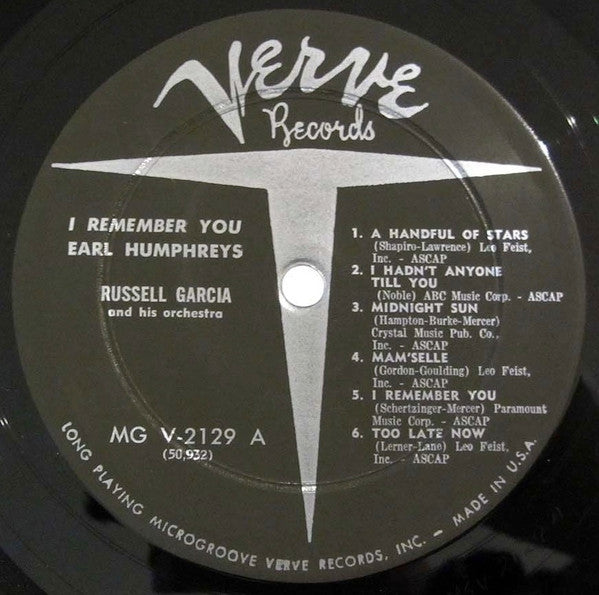 Verve
Records
I REMEMBER YOU
EARL HUMPHREYS
RUSSELL GARCIA
and his orchestra
MG V-2129 A
(50,932)
1. A HANDFUL OF STARS
(Shapiro-Lawrence) Leo Feist,
Inc. - ASCAP
2. I HADN'T ANYONE
TILL YOU
(Noble) ABC Music Corp. - ASCAP
3. MIDNIGHT SUN
(Hampton-Burke-Mercer)
Crystal Music Pub. Co.,
Inc. - ASCAP
4. MAM'SELLE
(Gordon-Goulding) Leo Feist,
Inc. - ASCAP
5. I REMEMBER YOU
(Schertzinger-Mercer) Paramount
Music Corp. - ASCAP
6. TOO LATE NOW
(Lerner-Lane) Leo Feist,
Inc. - ASCAP
LONG PLAYING MICROGROOVE VERVE RECORDS, INC. - MADE IN U.S.A.